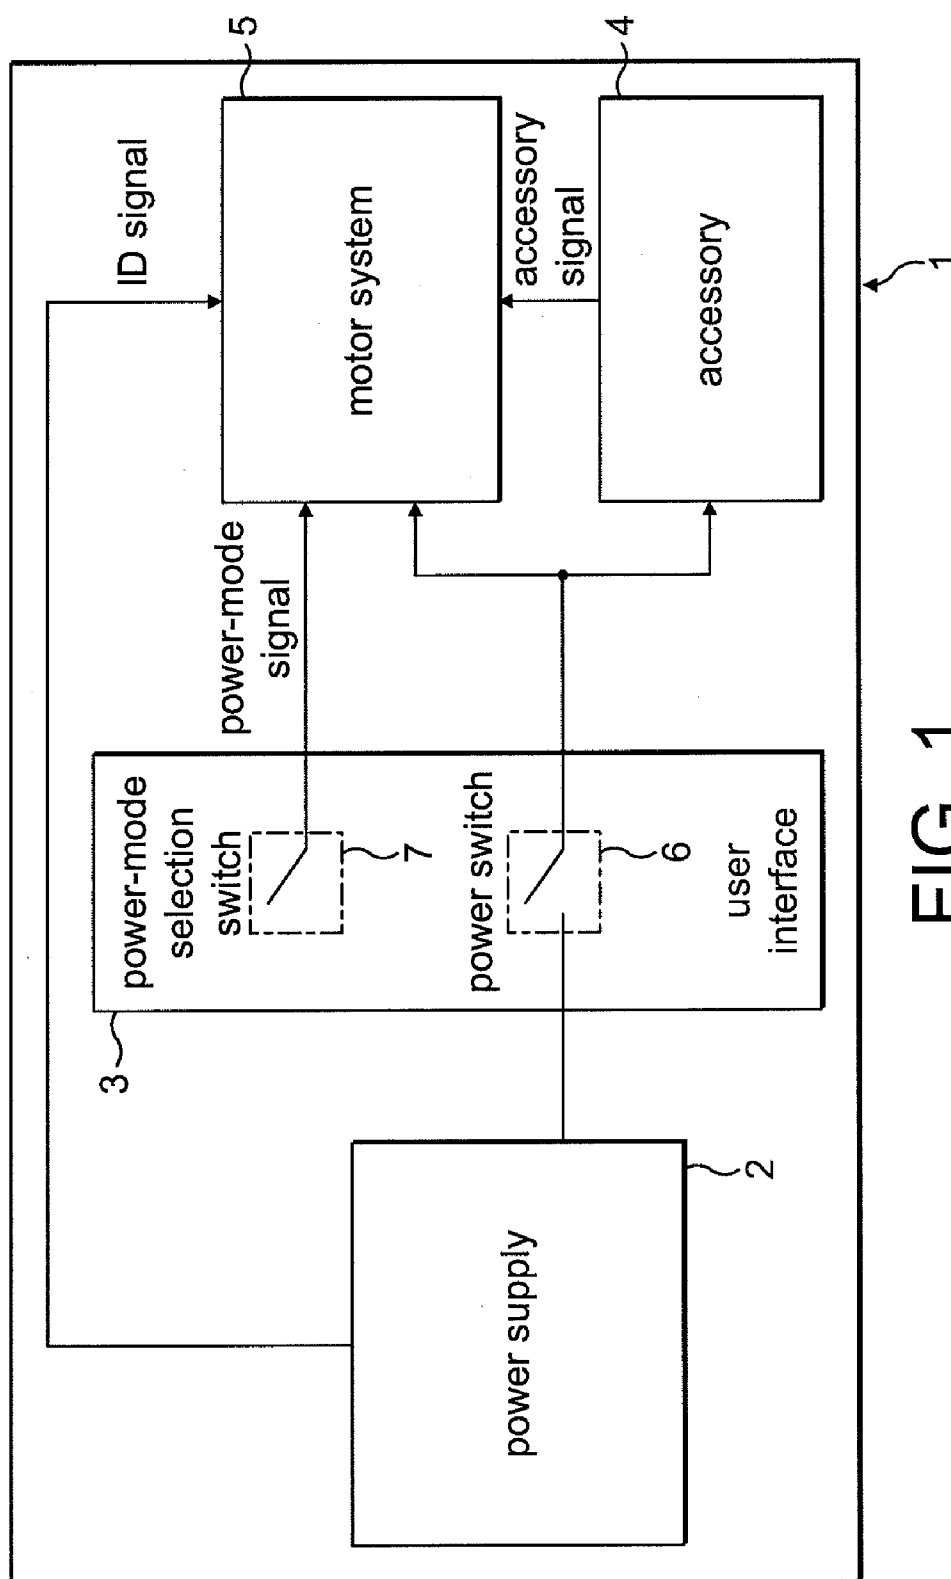 ID signal
5
motor system
accessory
signal
4
accessory
1
power-mode
signal
3
power-mode
selection
switch
7
power switch
6
user
interface
power supply
2
FIG. 1